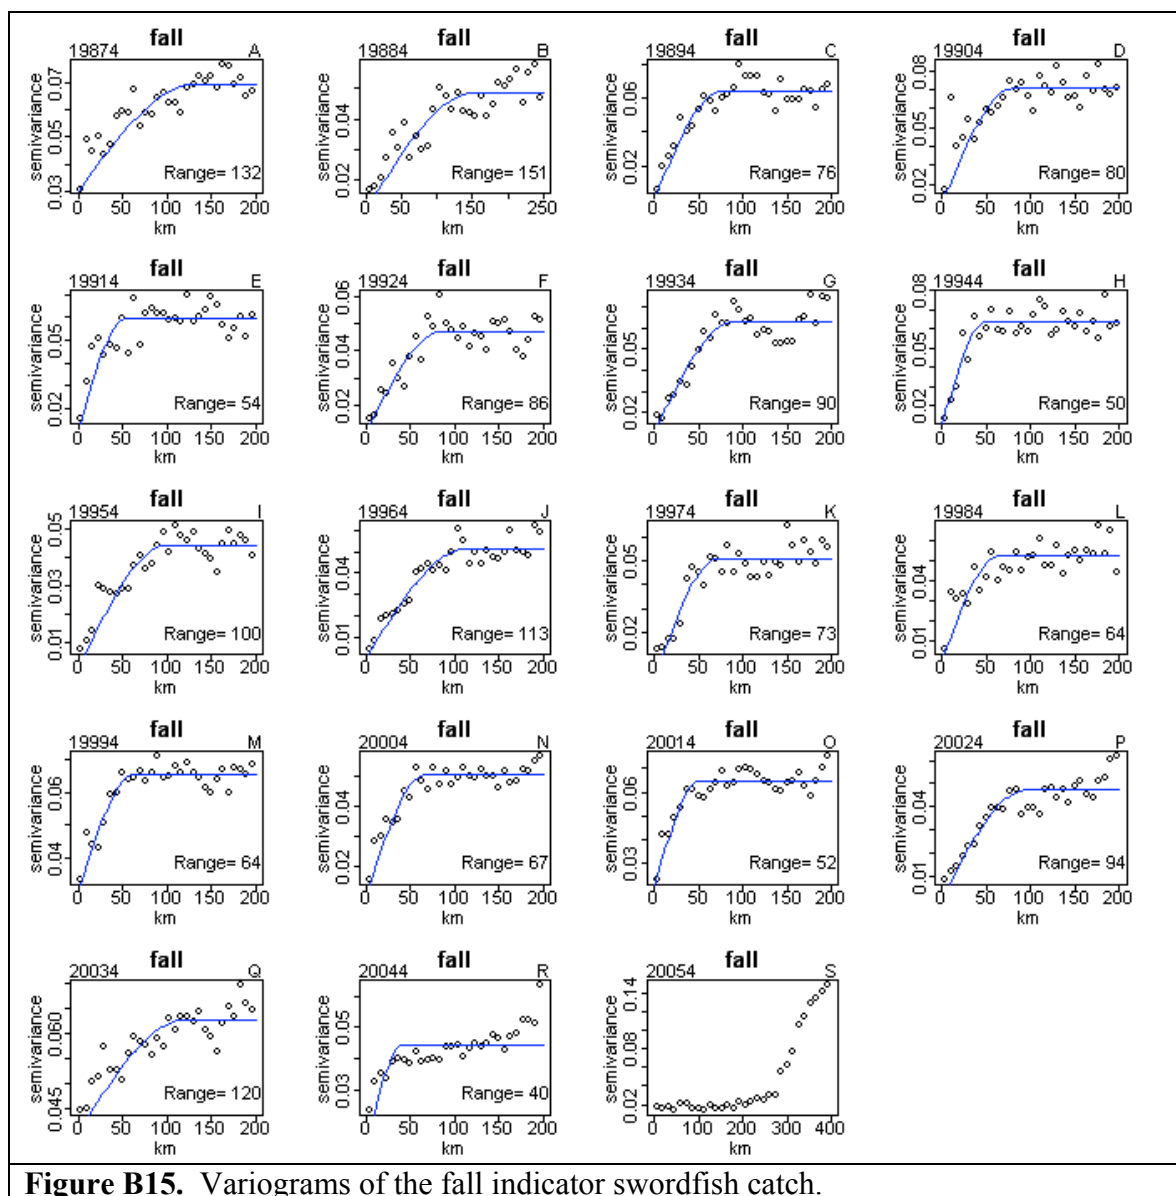 fall fall fall fall
19874 A 19884 B 19894 C 19904 D
semivariance 0.03 0.05 0.07 Range= 132 0 50 100 150 200 km
semivariance 0.02 0.04 Range= 151 0 50 150 250 km
semivariance 0.02 0.06 Range= 76 0 50 100 150 200 km
semivariance 0.02 0.04 0.06 0.08 Range= 80 0 50 100 150 200 km
fall fall fall fall
19914 E 19924 F 19934 G 19944 H
semivariance 0.02 0.05 Range= 54 0 50 100 150 200 km
semivariance 0.02 0.04 0.06 Range= 86 0 50 100 150 200 km
semivariance 0.02 0.05 Range= 90 0 50 100 150 200 km
semivariance 0.02 0.05 0.08 Range= 50 0 50 100 150 200 km
fall fall fall fall
19954 I 19964 J 19974 K 19984 L
semivariance 0.01 0.03 0.05 Range= 100 0 50 100 150 200 km
semivariance 0.01 0.04 Range= 113 0 50 100 150 200 km
semivariance 0.02 0.05 Range= 73 0 50 100 150 200 km
semivariance 0.01 0.04 Range= 64 0 50 100 150 200 km
fall fall fall fall
19994 M 20004 N 20014 O 20024 P
semivariance 0.04 0.06 Range= 64 0 50 100 150 200 km
semivariance 0.02 0.04 Range= 67 0 50 100 150 200 km
semivariance 0.03 0.06 Range= 52 0 50 100 150 200 km
semivariance 0.01 0.04 Range= 94 0 50 100 150 200 km
fall fall fall
20034 Q 20044 R 20054 S
semivariance 0.045 0.060 Range= 120 0 50 100 150 200 km
semivariance 0.03 0.05 Range= 40 0 50 100 150 200 km
semivariance 0.02 0.08 0.14 0 100 200 300 400 km
Figure B15. Variograms of the fall indicator swordfish catch.